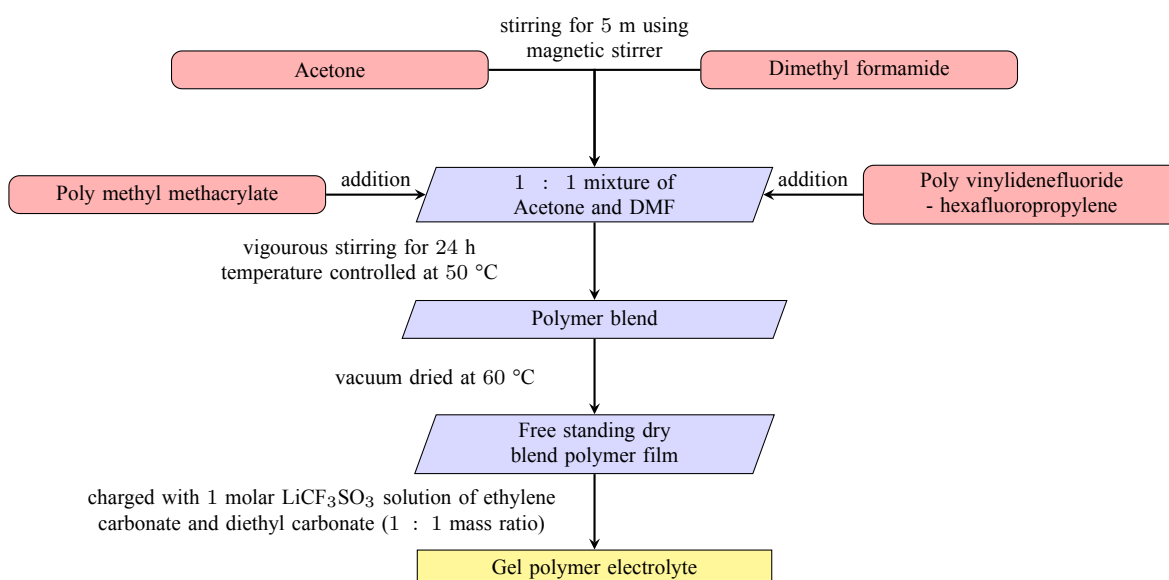 stirring for 5 m using
magnetic stirrer
Acetone
Dimethyl formamide
Poly methyl methacrylate
addition
1 : 1 mixture of
Acetone and DMF
addition
Poly vinylidenefluoride
- hexafluoropropylene
vigourous stirring for 24 h
temperature controlled at 50 °C
Polymer blend
vacuum dried at 60 °C
Free standing dry
blend polymer film
charged with 1 molar LiCF₃SO₃ solution of ethylene
carbonate and diethyl carbonate (1 : 1 mass ratio)
Gel polymer electrolyte